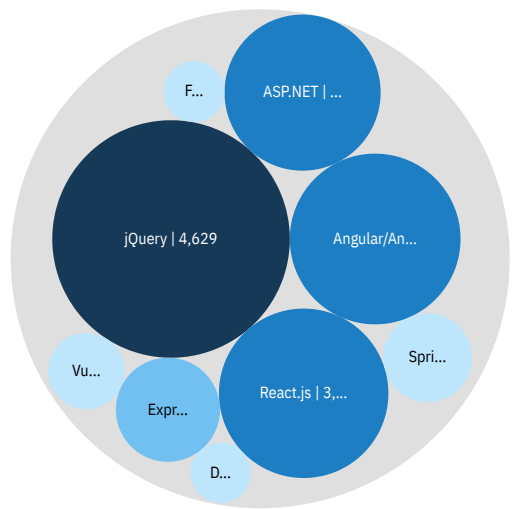 ASP.NET | ...
F...
jQuery | 4,629
Angular/An...
Spri...
Vu...
React.js | 3,...
Expr...
D...